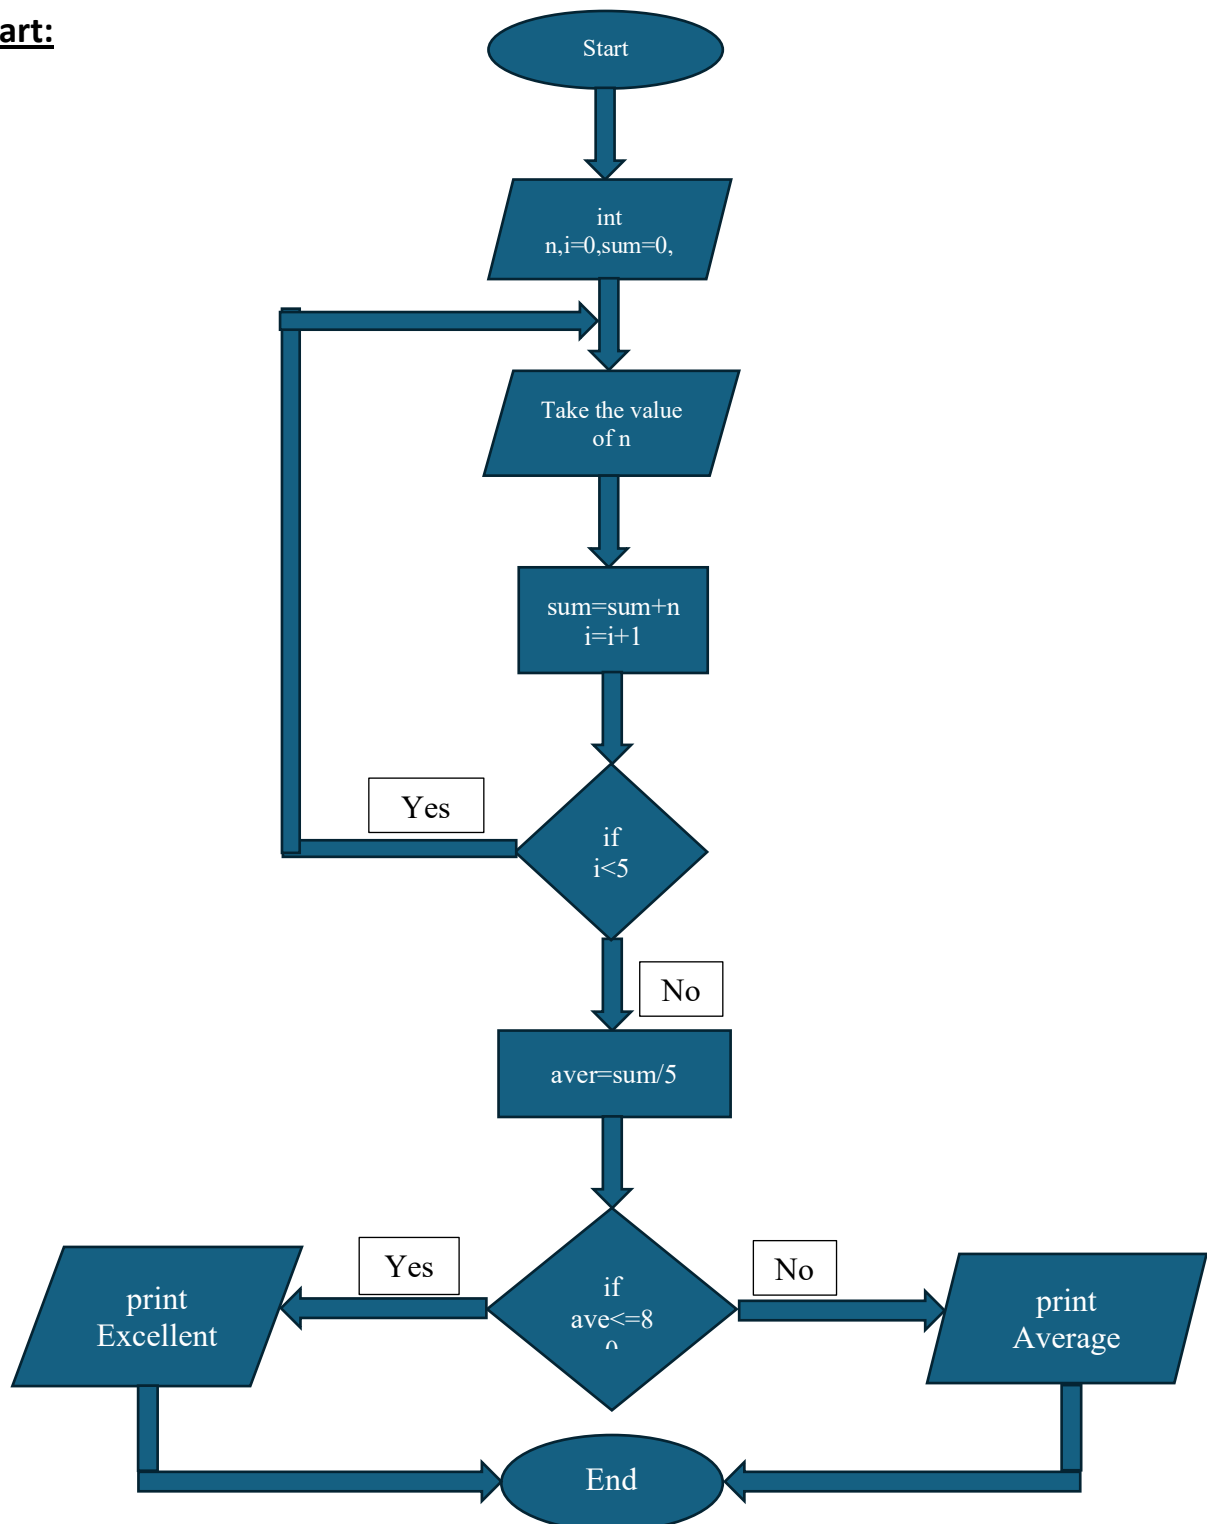 art:
Start
int
n,i=0,sum=0,
Take the value
of n
sum=sum+n
i=i+1
Yes
if
i<5
No
aver=sum/5
Yes
if
ave<=8
0
No
print
Excellent
print
Average
End